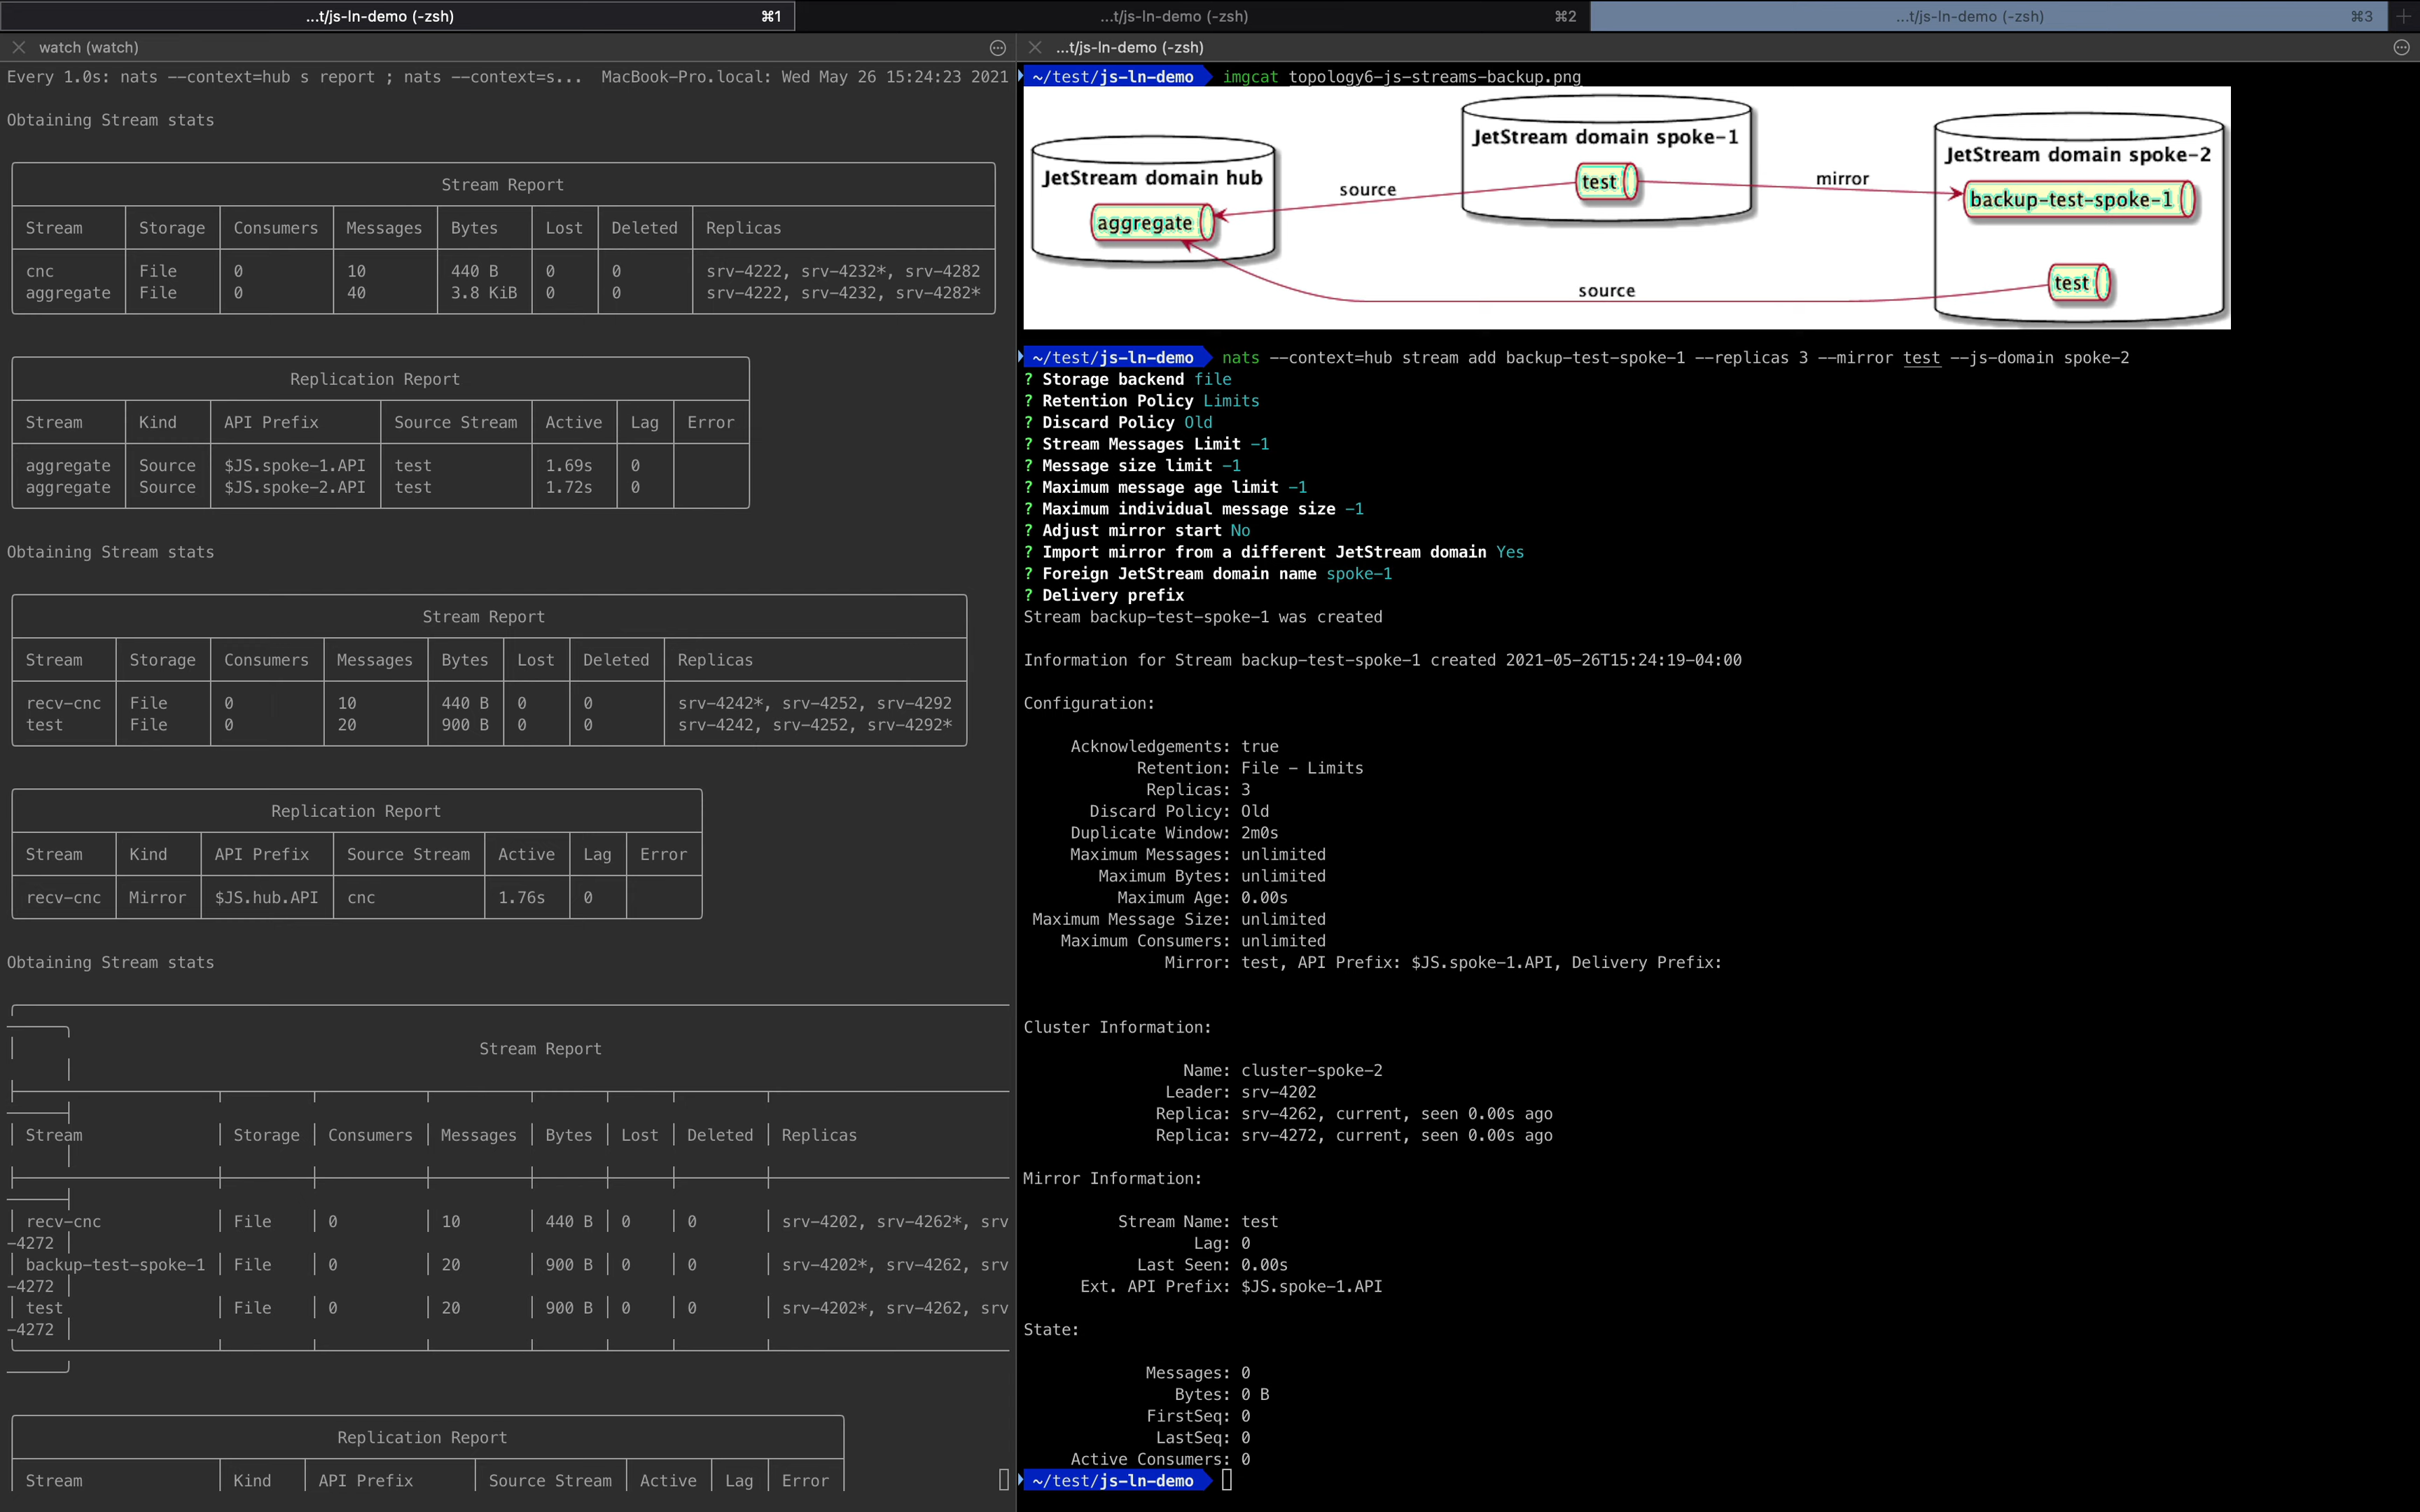 ...t/js-ln-demo (-zsh) ⌘1 ...t/js-ln-demo (-zsh) ⌘2 ...t/js-ln-demo (-zsh) ⌘3 +
watch (watch)
Every 1.0s: nats --context=hub s report ; nats --context=s... MacBook-Pro.local: Wed May 26 15:24:23 2021
Obtaining Stream stats
Stream Report
Stream Storage Consumers Messages Bytes Lost Deleted Replicas
cnc File 0 10 440 B 0 0 srv-4222, srv-4232*, srv-4282
aggregate File 0 40 3.8 KiB 0 0 srv-4222, srv-4232, srv-4282*
Replication Report
Stream Kind API Prefix Source Stream Active Lag Error
aggregate Source $JS.spoke-1.API test 1.69s 0
aggregate Source $JS.spoke-2.API test 1.72s 0
Obtaining Stream stats
Stream Report
Stream Storage Consumers Messages Bytes Lost Deleted Replicas
recv-cnc File 0 10 440 B 0 0 srv-4242*, srv-4252, srv-4292
test File 0 20 900 B 0 0 srv-4242, srv-4252, srv-4292*
Replication Report
Stream Kind API Prefix Source Stream Active Lag Error
recv-cnc Mirror $JS.hub.API cnc 1.76s 0
Obtaining Stream stats
Stream Report
Stream Storage Consumers Messages Bytes Lost Deleted Replicas
recv-cnc File 0 10 440 B 0 0 srv-4202, srv-4262*, srv
-4272
backup-test-spoke-1 File 0 20 900 B 0 0 srv-4202*, srv-4262, srv
-4272
test File 0 20 900 B 0 0 srv-4202*, srv-4262, srv
-4272
Replication Report
Stream Kind API Prefix Source Stream Active Lag Error
...t/js-ln-demo (-zsh)
~/test/js-ln-demo imgcat topology6-js-streams-backup.png
JetStream domain hub
aggregate
source
JetStream domain spoke-1
test
mirror
JetStream domain spoke-2
backup-test-spoke-1
test
source
~/test/js-ln-demo nats --context=hub stream add backup-test-spoke-1 --replicas 3 --mirror test --js-domain spoke-2
? Storage backend file
? Retention Policy Limits
? Discard Policy Old
? Stream Messages Limit -1
? Message size limit -1
? Maximum message age limit -1
? Maximum individual message size -1
? Adjust mirror start No
? Import mirror from a different JetStream domain Yes
? Foreign JetStream domain name spoke-1
? Delivery prefix
Stream backup-test-spoke-1 was created
Information for Stream backup-test-spoke-1 created 2021-05-26T15:24:19-04:00
Configuration:
Acknowledgements: true
Retention: File - Limits
Replicas: 3
Discard Policy: Old
Duplicate Window: 2m0s
Maximum Messages: unlimited
Maximum Bytes: unlimited
Maximum Age: 0.00s
Maximum Message Size: unlimited
Maximum Consumers: unlimited
Mirror: test, API Prefix: $JS.spoke-1.API, Delivery Prefix:
Cluster Information:
Name: cluster-spoke-2
Leader: srv-4202
Replica: srv-4262, current, seen 0.00s ago
Replica: srv-4272, current, seen 0.00s ago
Mirror Information:
Stream Name: test
Lag: 0
Last Seen: 0.00s
Ext. API Prefix: $JS.spoke-1.API
State:
Messages: 0
Bytes: 0 B
FirstSeq: 0
LastSeq: 0
Active Consumers: 0
~/test/js-ln-demo